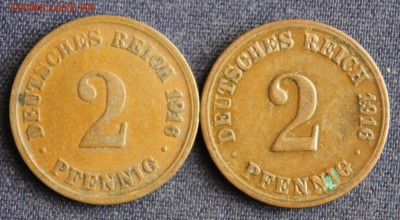 DEUTSCHES REICH 1916
2
PFENNIG
DEUTSCHES REICH 1916
2
PFENNIG